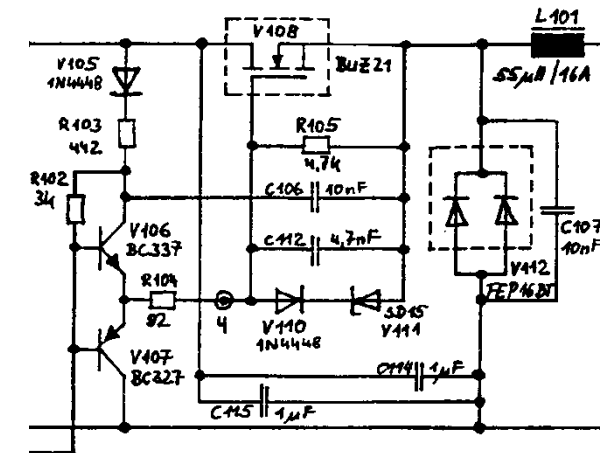 V108
L101
V105
1N4448
BUZ21
55µH/16A
R103
442
R105
4,7k
R102
3k
C106 10nF
V106
BC337
C112 4,7nF
C107
10nF
R104
82
V112
FEP16DT
4
V110
1N4448
SD15
V111
V107
BC327
C114 1µF
C115 1µF